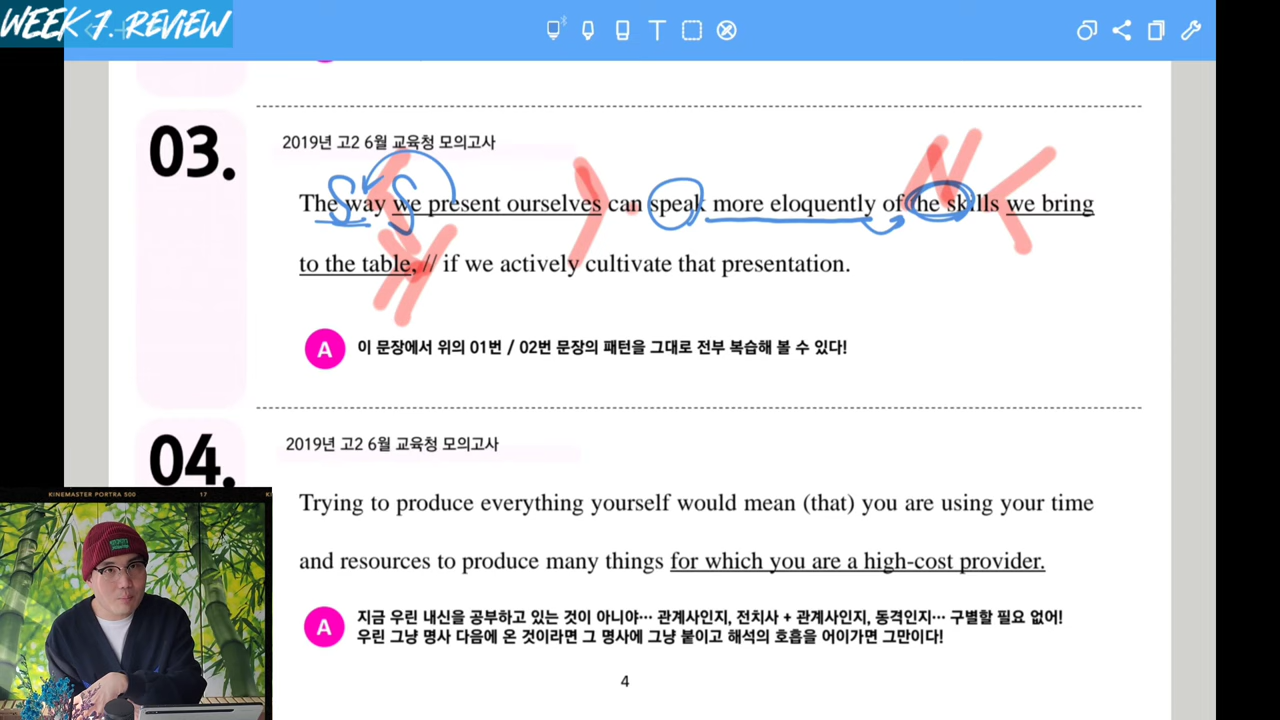 WEEK 7. REVIEW
03.
2019년 고2 6월 교육청 모의고사
S S N
The way we present ourselves can speak more eloquently of the skills we bring
to the table, // if we actively cultivate that presentation.
A 이 문장에서 위의 01번 / 02번 문장의 패턴을 그대로 전부 복습해 볼 수 있다!
04.
2019년 고2 6월 교육청 모의고사
KINEMASTER PORTRA 500 17
Trying to produce everything yourself would mean (that) you are using your time
and resources to produce many things for which you are a high-cost provider.
A 지금 우린 내신을 공부하고 있는 것이 아니야… 관계사인지, 전치사 + 관계사인지, 동격인지… 구별할 필요 없어!
우린 그냥 명사 다음에 온 것이라면 그 명사에 그냥 붙이고 해석의 호흡을 어이가면 그만이다!
4